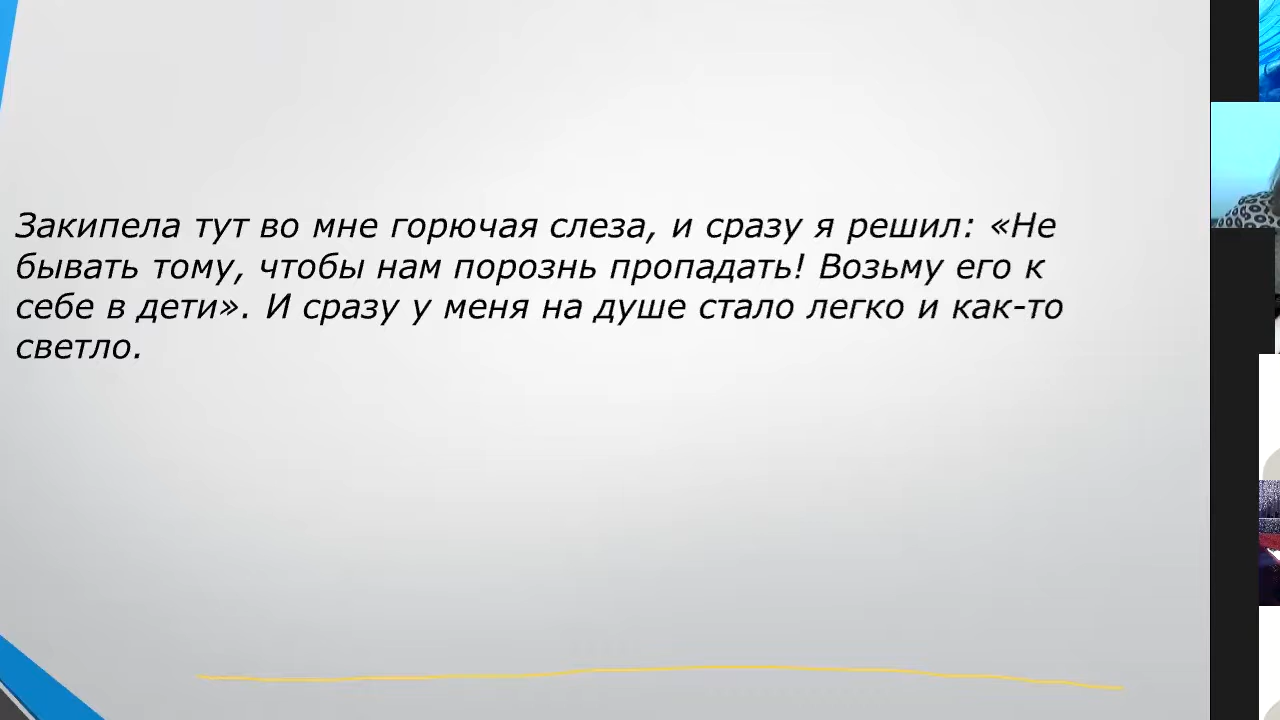 Закипела тут во мне горючая слеза, и сразу я решил: «Не
бывать тому, чтобы нам порознь пропадать! Возьму его к
себе в дети». И сразу у меня на душе стало легко и как-то
светло.